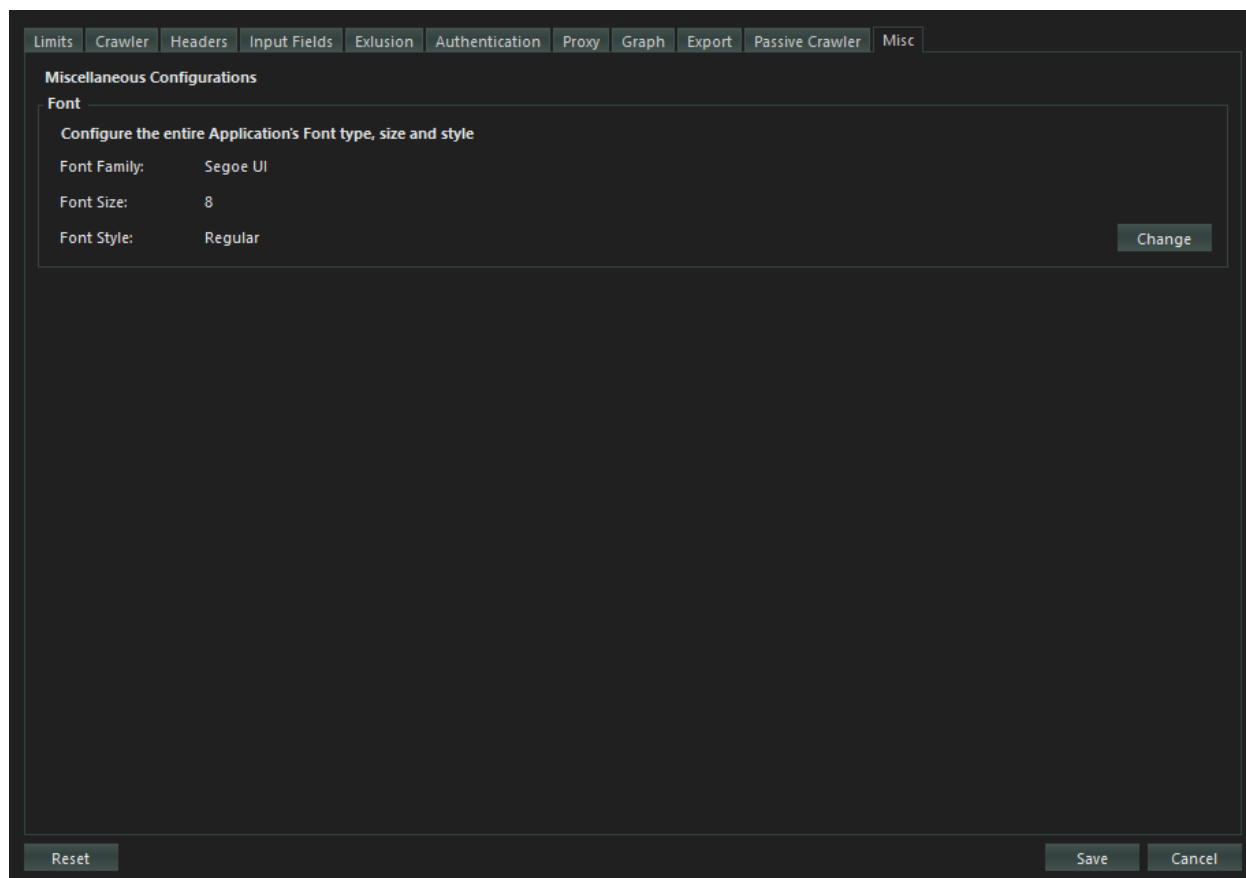 Limits Crawler Headers Input Fields Exlusion Authentication Proxy Graph Export Passive Crawler Misc
Miscellaneous Configurations
Font
Configure the entire Application's Font type, size and style
Font Family: Segoe UI
Font Size: 8
Font Style: Regular Change
Reset Save Cancel